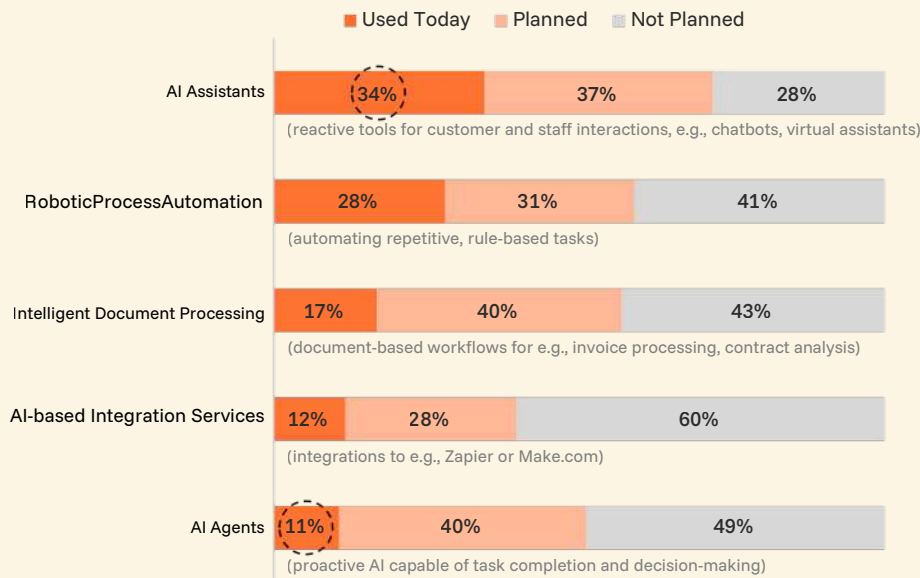 Used Today Planned Not Planned
AI Assistants 34% 37% 28%
(reactive tools for customer and staff interactions, e.g., chatbots, virtual assistants)
RoboticProcessAutomation 28% 31% 41%
(automating repetitive, rule-based tasks)
Intelligent Document Processing 17% 40% 43%
(document-based workflows for e.g., invoice processing, contract analysis)
AI-based Integration Services 12% 28% 60%
(integrations to e.g., Zapier or Make.com)
AI Agents 11% 40% 49%
(proactive AI capable of task completion and decision-making)